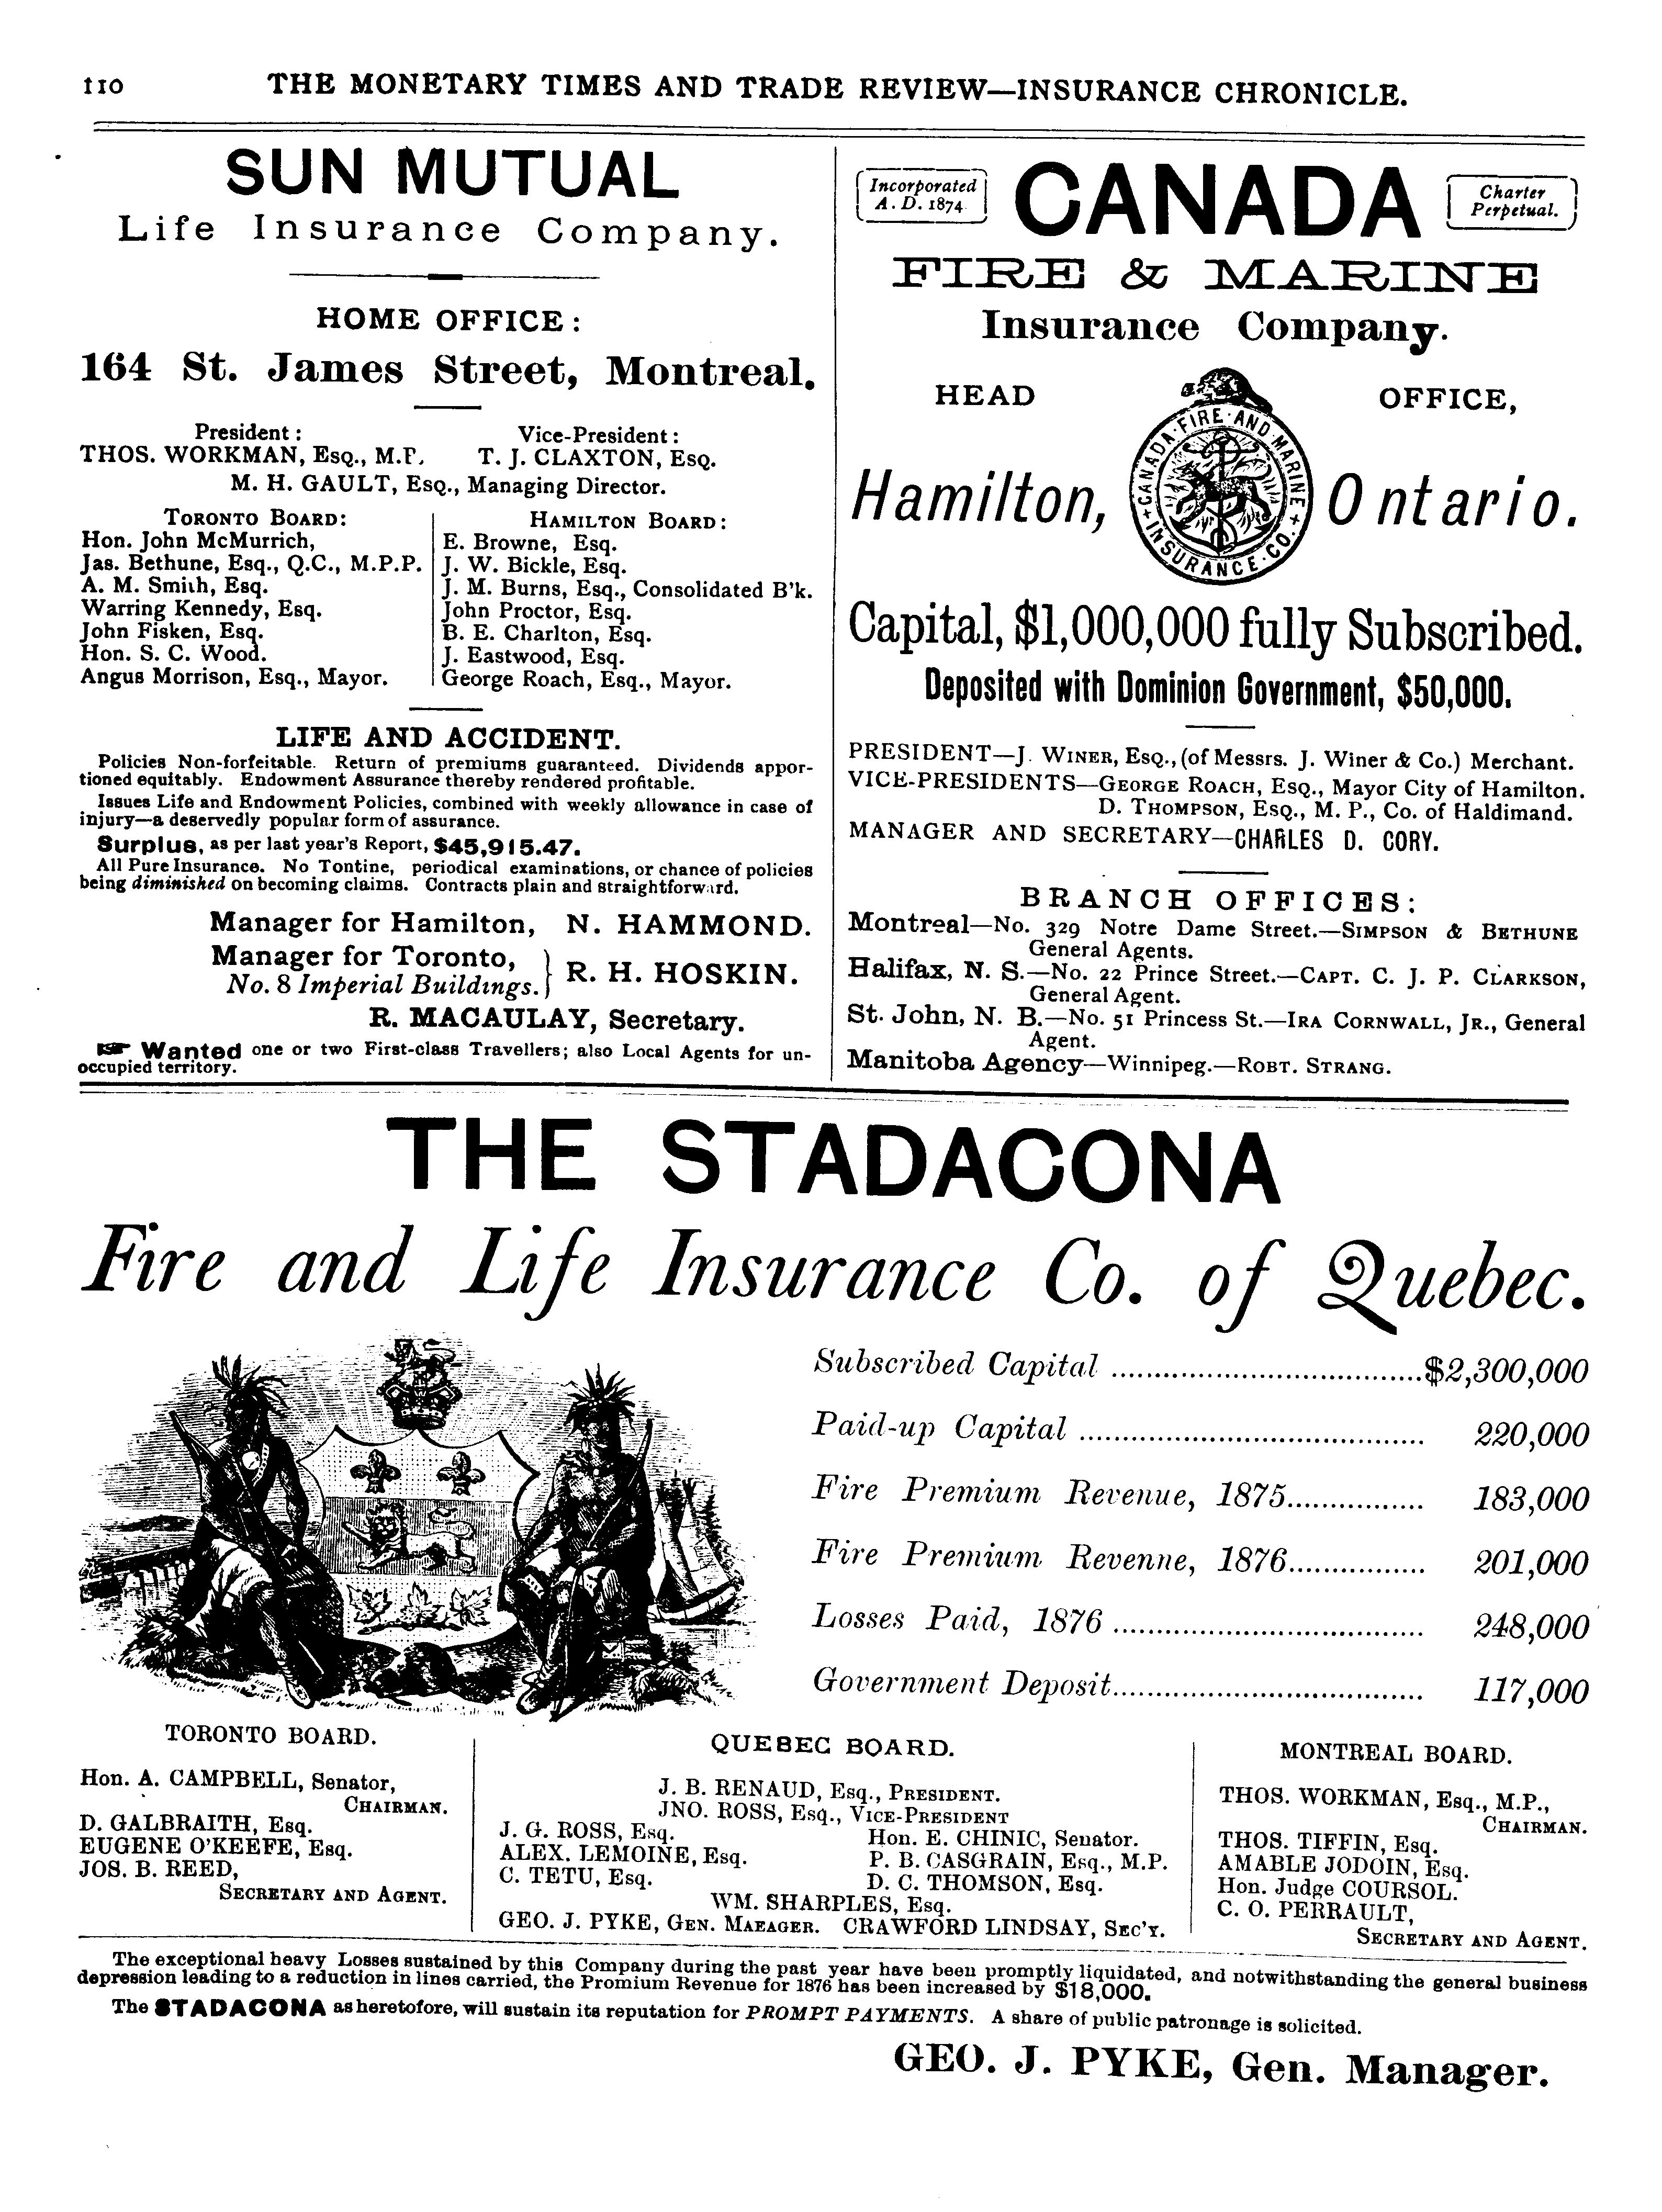 110 THE MONETARY TIMES AND TRADE REVIEW—INSURANCE CHRONICLE.
SUN MUTUAL
Life Insurance Company.
HOME OFFICE:
164 St. James Street, Montreal.
President: Vice-President:
THOS. WORKMAN, Esq., M.P. T. J. CLAXTON, Esq.
M. H. GAULT, Esq., Managing Director.
TORONTO BOARD:
Hon. John McMurrich,
Jas. Bethune, Esq., Q.C., M.P.P.
A. M. Smith, Esq.
Warring Kennedy, Esq.
John Fisken, Esq.
Hon. S. C. Wood.
Angus Morrison, Esq., Mayor.
HAMILTON BOARD:
E. Browne, Esq.
J. W. Bickle, Esq.
J. M. Burns, Esq., Consolidated B'k.
John Proctor, Esq.
B. E. Charlton, Esq.
J. Eastwood, Esq.
George Roach, Esq., Mayor.
LIFE AND ACCIDENT.
Policies Non-forfeitable. Return of premiums guaranteed. Dividends appor-
tioned equitably. Endowment Assurance thereby rendered profitable.
Issues Life and Endowment Policies, combined with weekly allowance in case of
injury—a deservedly popular form of assurance.
Surplus, as per last year's Report, $45,915.47.
All Pure Insurance. No Tontine, periodical examinations, or chance of policies
being diminished on becoming claims. Contracts plain and straightforward.
Manager for Hamilton, N. HAMMOND.
Manager for Toronto,
No. 8 Imperial Buildings. } R. H. HOSKIN.
R. MACAULAY, Secretary.
☞ Wanted one or two First-class Travellers; also Local Agents for un-
occupied territory.
Incorporated
A. D. 1874
CANADA
Charter
Perpetual.
FIRE & MARINE
Insurance Company.
HEAD OFFICE,
Hamilton, Ontario.
CANADA·FIRE·AND·MARINE
+INSURANCE·CO.+
Capital, $1,000,000 fully Subscribed.
Deposited with Dominion Government, $50,000.
PRESIDENT—J. WINER, Esq., (of Messrs. J. Winer & Co.) Merchant.
VICE-PRESIDENTS—GEORGE ROACH, Esq., Mayor City of Hamilton.
D. THOMPSON, Esq., M. P., Co. of Haldimand.
MANAGER AND SECRETARY—CHARLES D. CORY.
BRANCH OFFICES:
Montreal—No. 329 Notre Dame Street.—SIMPSON & BETHUNE
General Agents.
Halifax, N. S.—No. 22 Prince Street.—CAPT. C. J. P. CLARKSON,
General Agent.
St. John, N. B.—No. 51 Princess St.—IRA CORNWALL, JR., General
Agent.
Manitoba Agency—Winnipeg.—ROBT. STRANG.
THE STADACONA
Fire and Life Insurance Co. of Quebec.
Subscribed Capital ....................................$2,300,000
Paid-up Capital ........................................ 220,000
Fire Premium Revenue, 1875................ 183,000
Fire Premium Revenne, 1876................ 201,000
Losses Paid, 1876 .................................... 248,000
Government Deposit.................................... 117,000
TORONTO BOARD.
Hon. A. CAMPBELL, Senator,
CHAIRMAN.
D. GALBRAITH, Esq.
EUGENE O'KEEFE, Esq.
JOS. B. REED,
SECRETARY AND AGENT.
QUEBEC BOARD.
J. B. RENAUD, Esq., PRESIDENT.
JNO. ROSS, Esq., VICE-PRESIDENT
J. G. ROSS, Esq. Hon. E. CHINIC, Senator.
ALEX. LEMOINE, Esq. P. B. CASGRAIN, Esq., M.P.
C. TETU, Esq. D. C. THOMSON, Esq.
WM. SHARPLES, Esq.
GEO. J. PYKE, GEN. MAEAGER. CRAWFORD LINDSAY, SEC'Y.
MONTREAL BOARD.
THOS. WORKMAN, Esq., M.P.,
CHAIRMAN.
THOS. TIFFIN, Esq.
AMABLE JODOIN, Esq.
Hon. Judge COURSOL.
C. O. PERRAULT,
SECRETARY AND AGENT.
The exceptional heavy Losses sustained by this Company during the past year have been promptly liquidated, and notwithstanding the general business
depression leading to a reduction in lines carried, the Promium Revenue for 1876 has been increased by $18,000.
The STADACONA as heretofore, will sustain its reputation for PROMPT PAYMENTS. A share of public patronage is solicited.
GEO. J. PYKE, Gen. Manager.